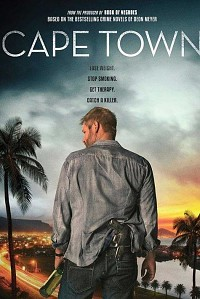 FROM THE PRODUCER OF BOOK OF NEGROES
BASED ON THE BESTSELLING CRIME NOVELS OF DEON MEYER
CAPE TOWN
LOSE WEIGHT.
STOP SMOKING.
GET THERAPY.
CATCH A KILLER.